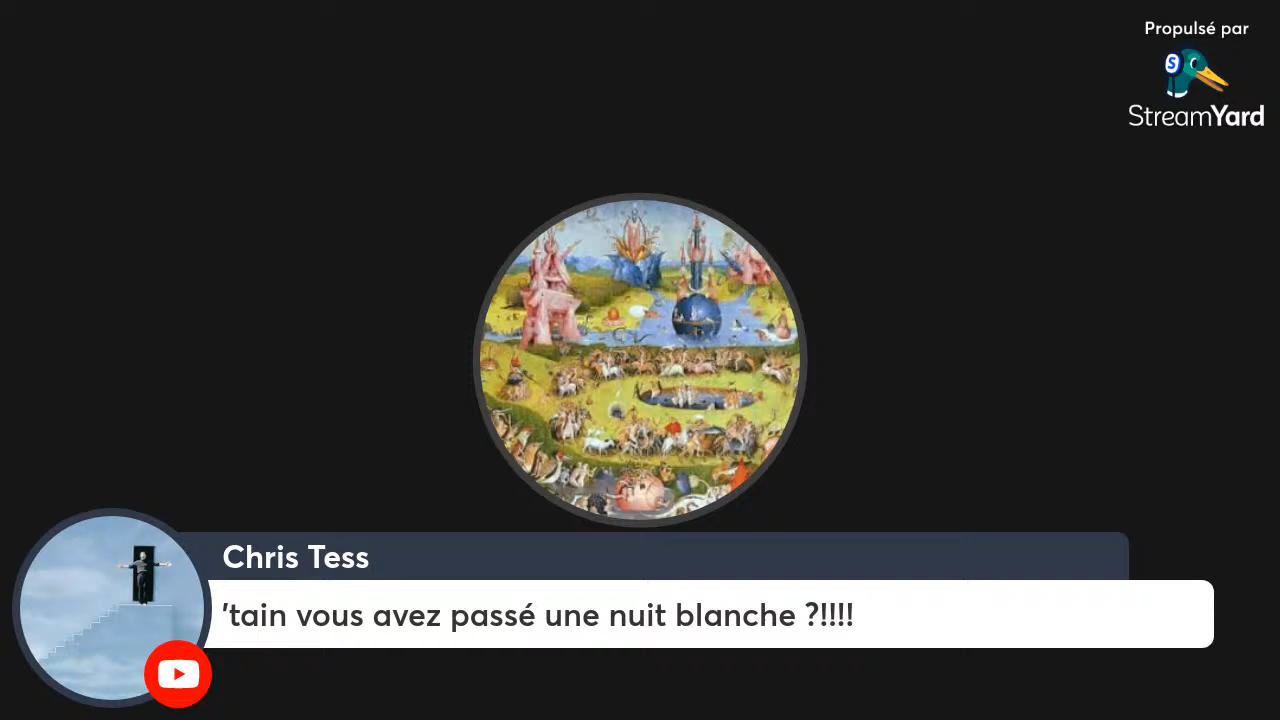 Propulsé par
S
StreamYard
Chris Tess
’tain vous avez passé une nuit blanche ?!!!!